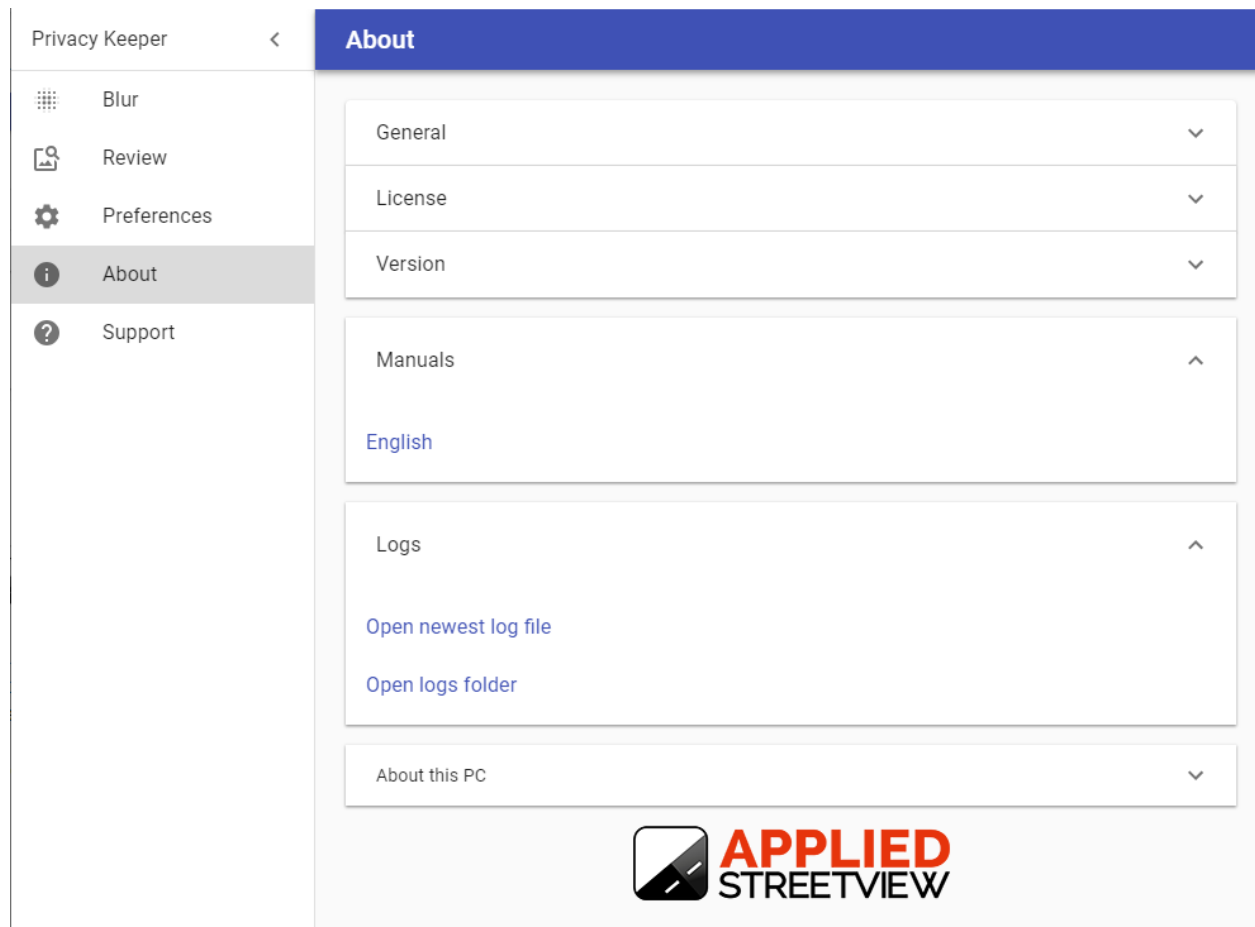 Privacy Keeper
Blur
Review
Preferences
About
Support
About
General
License
Version
Manuals
English
Logs
Open newest log file
Open logs folder
About this PC
APPLIED
STREETVIEW